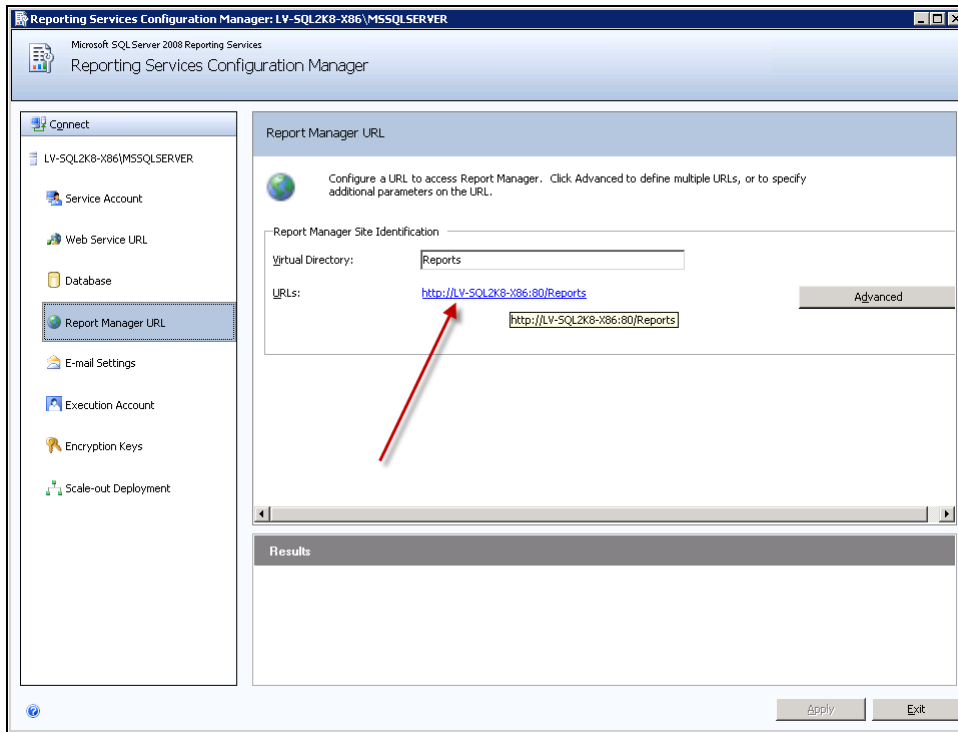 Reporting Services Configuration Manager: LV-SQL2K8-X86\MSSQLSERVER
Microsoft SQL Server 2008 Reporting Services
Reporting Services Configuration Manager
Connect
LV-SQL2K8-X86\MSSQLSERVER
Service Account
Web Service URL
Database
Report Manager URL
E-mail Settings
Execution Account
Encryption Keys
Scale-out Deployment
Report Manager URL
Configure a URL to access Report Manager. Click Advanced to define multiple URLs, or to specify
additional parameters on the URL.
Report Manager Site Identification
Virtual Directory:
Reports
URLs:
http://LV-SQL2K8-X86:80/Reports
Advanced
http://LV-SQL2K8-X86:80/Reports
Results
Apply
Exit